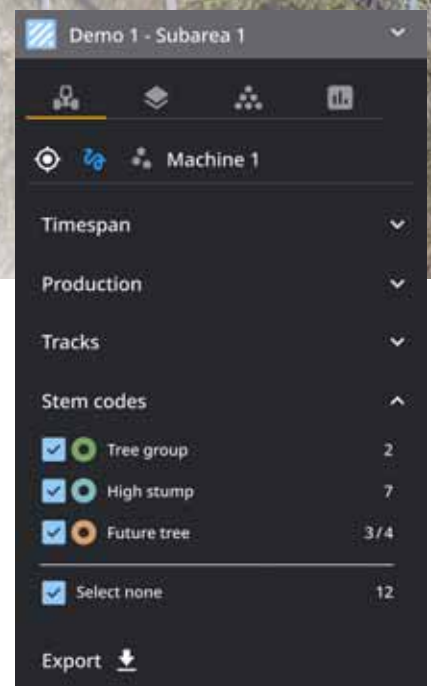 Demo 1 - Subarea 1
Machine 1
Timespan
Production
Tracks
Stem codes
Tree group 2
High stump 7
Future tree 3/4
Select none 12
Export